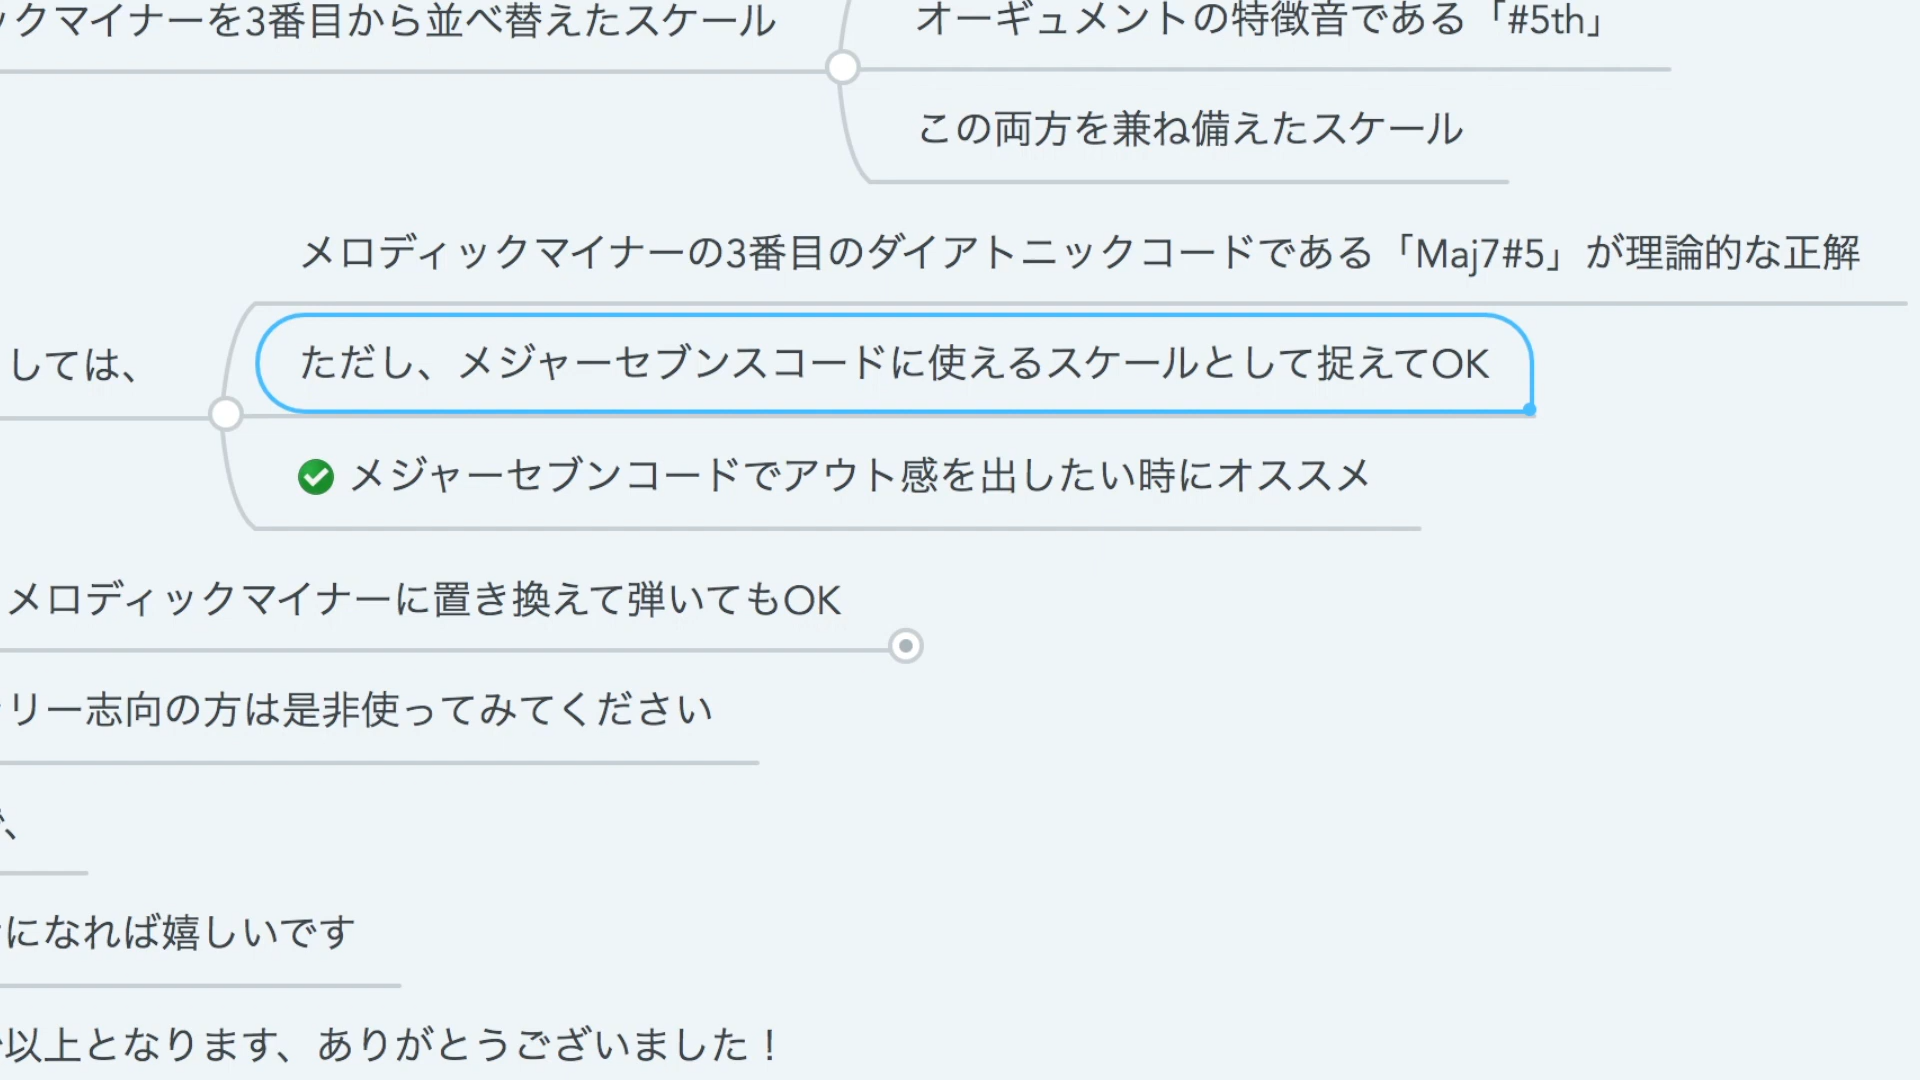 ックマイナーを3番目から並べ替えたスケール
オーギュメントの特徴音である「#5th」
この両方を兼ね備えたスケール
メロディックマイナーの3番目のダイアトニックコードである「Maj7#5」が理論的な正解
しては、
ただし、メジャーセブンスコードに使えるスケールとして捉えてOK
メジャーセブンコードでアウト感を出したい時にオススメ
メロディックマイナーに置き換えて弾いてもOK
リー志向の方は是非使ってみてください
、
になれば嬉しいです
以上となります、ありがとうございました！